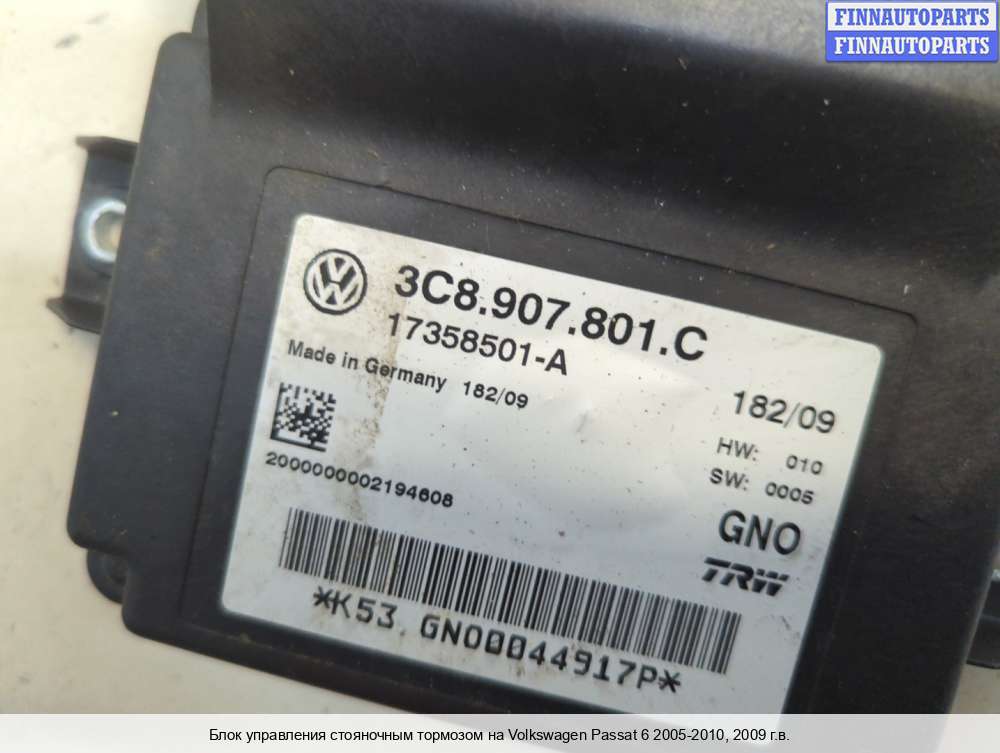 FINNAUTOPARTS
FINNAUTOPARTS
3C8.907.801.C
17358501-A
Made in Germany 182/09
182/09
HW: 010
SW: 0005
2000000002194608
GNO
TRW
*K53 GNO0044917P*
Блок управления стояночным тормозом на Volkswagen Passat 6 2005-2010, 2009 г.в.